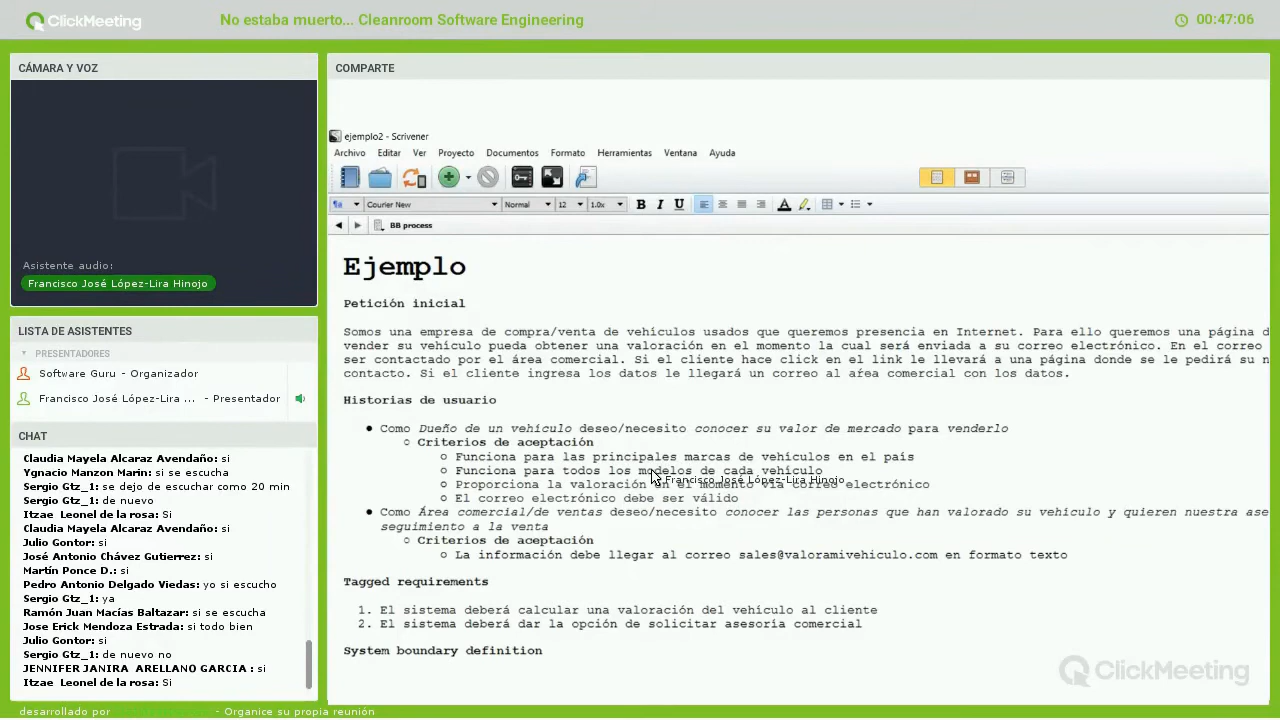 ClickMeeting
No estaba muerto... Cleanroom Software Engineering
00:47:06
CÁMARA Y VOZ
Asistente audio:
Francisco José López-Lira Hinojo
LISTA DE ASISTENTES
PRESENTADORES
Software Guru - Organizador
Francisco José López-Lira ... - Presentador
CHAT
Claudia Mayela Alcaraz Avendaño: si
Ygnacio Manzon Marin: si se escucha
Sergio Gtz_1: se dejo de escuchar como 20 min
Sergio Gtz_1: de nuevo
Itzae Leonel de la rosa: Si
Claudia Mayela Alcaraz Avendaño: si
Julio Gontor: si
José Antonio Chávez Gutierrez: si
Martín Ponce D.: si
Pedro Antonio Delgado Viedas: yo si escucho
Sergio Gtz_1: ya
Ramón Juan Macías Baltazar: si se escucha
Jose Erick Mendoza Estrada: si todo bien
Julio Gontor: si
Sergio Gtz_1: de nuevo no
JENNIFER JANIRA ARELLANO GARCIA : si
Itzae Leonel de la rosa: Si
COMPARTE
ejemplo2 - Scrivener
Archivo Editar Ver Proyecto Documentos Formato Herramientas Ventana Ayuda
Courier New Normal 12 1.0x B I U A
BB process
Ejemplo
Petición inicial
Somos una empresa de compra/venta de vehículos usados que queremos presencia en Internet. Para ello queremos una página d
vender su vehículo pueda obtener una valoración en el momento la cual será enviada a su correo electrónico. En el correo
ser contactado por el área comercial. Si el cliente hace click en el link le llevará a una página donde se le pedirá su n
contacto. Si el cliente ingresa los datos le llegará un correo al área comercial con los datos.
Historias de usuario
● Como Dueño de un vehículo deseo/necesito conocer su valor de mercado para venderlo
○ Criterios de aceptación
○ Funciona para las principales marcas de vehículos en el país
○ Funciona para todos los modelos de cada vehículo
Francisco José López-Lira Hinojo
○ Proporciona la valoración en el momento vía correo electrónico
○ El correo electrónico debe ser válido
● Como Área comercial/de ventas deseo/necesito conocer las personas que han valorado su vehículo y quieren nuestra ase
seguimiento a la venta
○ Criterios de aceptación
○ La información debe llegar al correo sales@valoramivehiculo.com en formato texto
Tagged requirements
1. El sistema deberá calcular una valoración del vehículo al cliente
2. El sistema deberá dar la opción de solicitar asesoría comercial
System boundary definition
ClickMeeting
desarrollado por - Organice su propia reunión